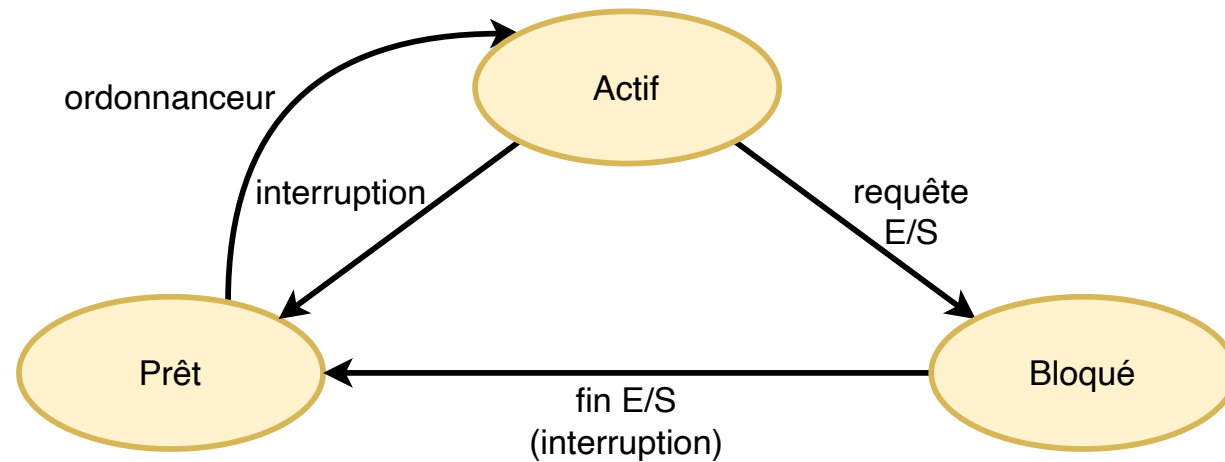 Actif
ordonnanceur
interruption
requête
E/S
Prêt
Bloqué
fin E/S
(interruption)